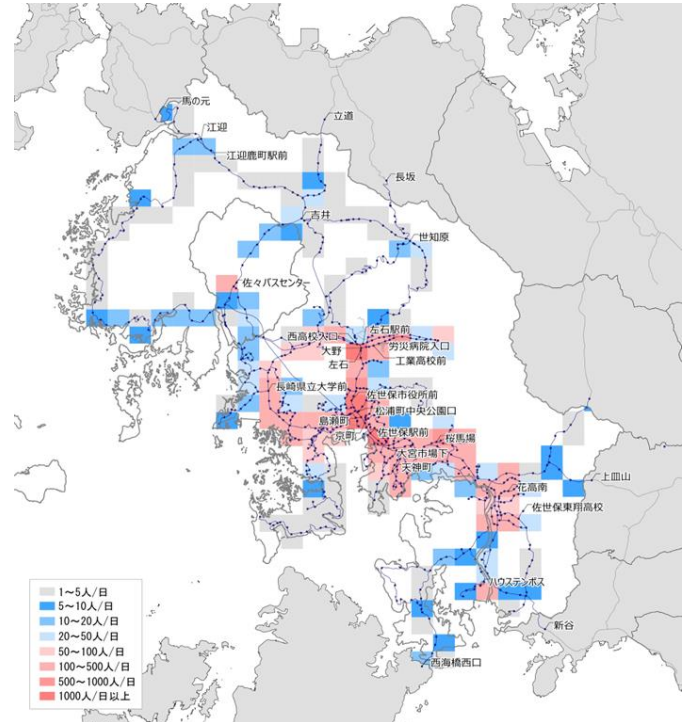 馬の元
立道
江迎
江迎鹿町駅前
長坂
吉井
世知原
佐々バスセンター
左石駅前
西高校入口
労災病院入口
大野
左石
工業高校前
長崎県立大学前
佐世保市役所前
松浦町中央公園口
島瀬町
佐世保駅前
京町
桜馬場
大宮市場下
天神町
上皿山
花高南
佐世保東翔高校
ハウステンボス
新谷
西海橋西口
1～5人/日
5～10人/日
10～20人/日
20～50人/日
50～100人/日
100～500人/日
500～1000人/日
1000人/日以上